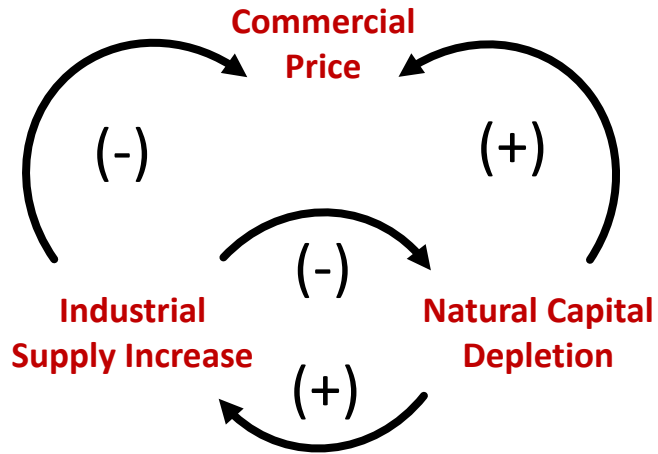 Commercial
Price
(-)
(+)
(-)
Industrial
Supply Increase
Natural Capital
Depletion
(+)